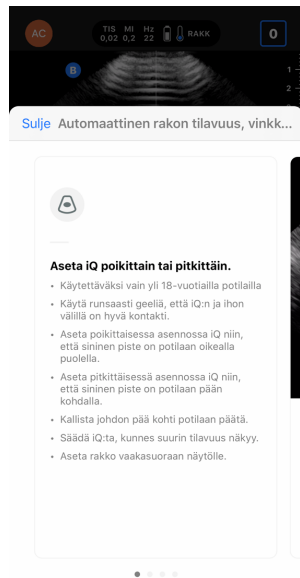 AC
TIS MI Hz
0,02 0,2 22
RAKK
0
B
1
2
Sulje Automaattinen rakon tilavuus, vinkk...
Aseta iQ poikittain tai pitkittäin.
• Käytettäväksi vain yli 18-vuotiailla potilailla
• Käytä runsaasti geeliä, että iQ:n ja ihon
välillä on hyvä kontakti.
• Aseta poikittaisessa asennossa iQ niin,
että sininen piste on potilaan oikealla
puolella.
• Aseta pitkittäisessä asennossa iQ niin,
että sininen piste on potilaan pään
kohdalla.
• Kallista johdon pää kohti potilaan päätä.
• Säädä iQ:ta, kunnes suurin tilavuus näkyy.
• Aseta rakko vaakasuoraan näytölle.